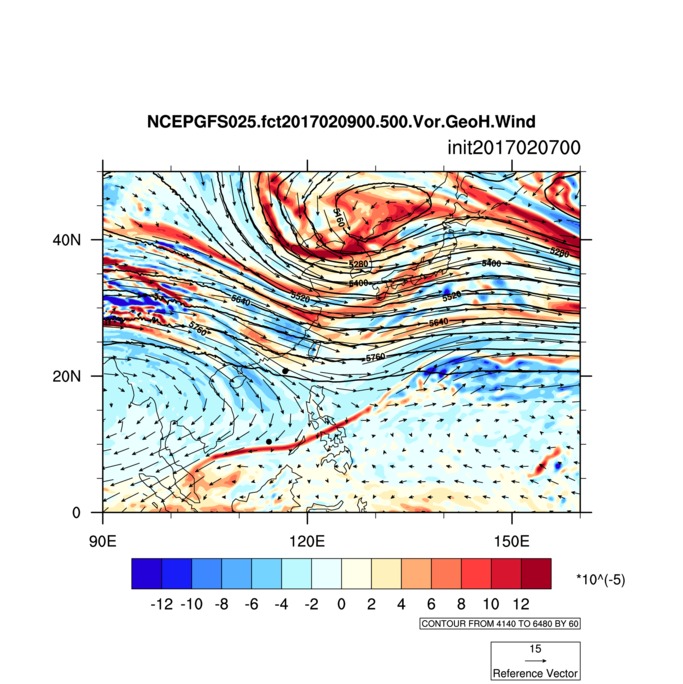 NCEPGFS025.fct2017020900.500.Vor.GeoH.Wind
init2017020700
40N
20N
0
5160
5280
5400
5400
5280
5520
5640
5520
5760
5640
5760
90E 120E 150E
-12 -10 -8 -6 -4 -2 0 2 4 6 8 10 12
*10^(-5)
CONTOUR FROM 4140 TO 6480 BY 60
15
Reference Vector